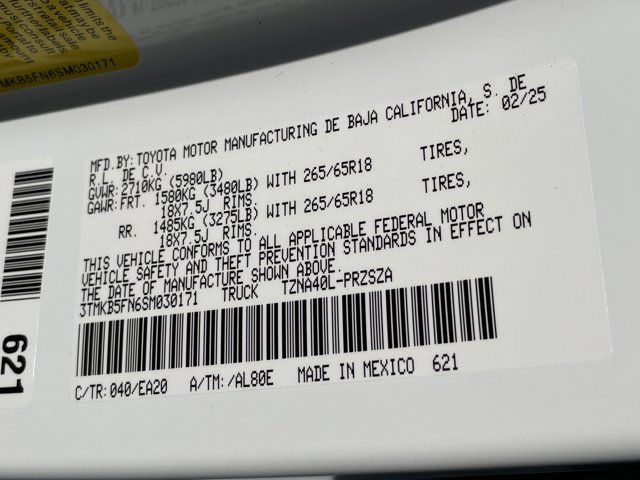 limits the
MKB5FN6SM030171
MFD.BY:TOYOTA MOTOR MANUFACTURING DE BAJA CALIFORNIA, S. DE
R.L. DE C.V. DATE: 02/25
GVWR:2710KG (5980LB)
GAWR:FRT. 1580KG (3480LB) WITH 265/65R18 TIRES,
18X7.5J RIMS.
RR. 1485KG (3275LB) WITH 265/65R18 TIRES,
18X7.5J RIMS.
THIS VEHICLE CONFORMS TO ALL APPLICABLE FEDERAL MOTOR
VEHICLE SAFETY AND THEFT PREVENTION STANDARDS IN EFFECT ON
THE DATE OF MANUFACTURE SHOWN ABOVE.
3TMKB5FN6SM030171 TRUCK TZNA40L-PRZSZA
C/TR:040/EA20 A/TM:/AL80E MADE IN MEXICO 621
621